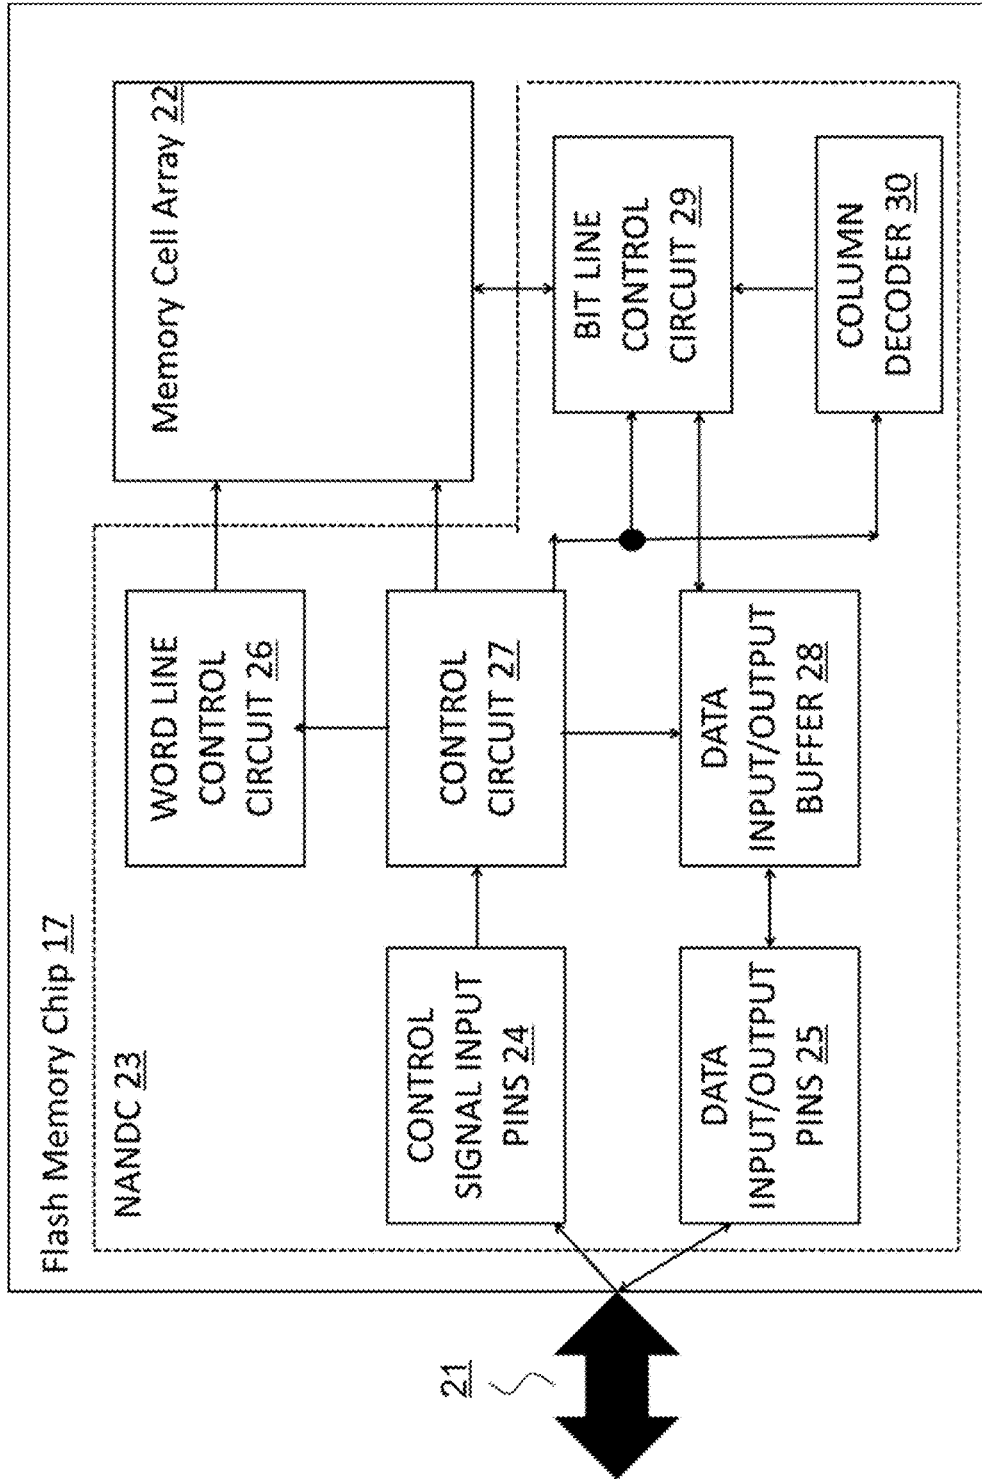 Flash Memory Chip 17
NANDC 23
Memory Cell Array 22
WORD LINE
CONTROL
CIRCUIT 26
CONTROL
SIGNAL INPUT
PINS 24
CONTROL
CIRCUIT 27
BIT LINE
CONTROL
CIRCUIT 29
DATA
INPUT/OUTPUT
PINS 25
DATA
INPUT/OUTPUT
BUFFER 28
COLUMN
DECODER 30
21